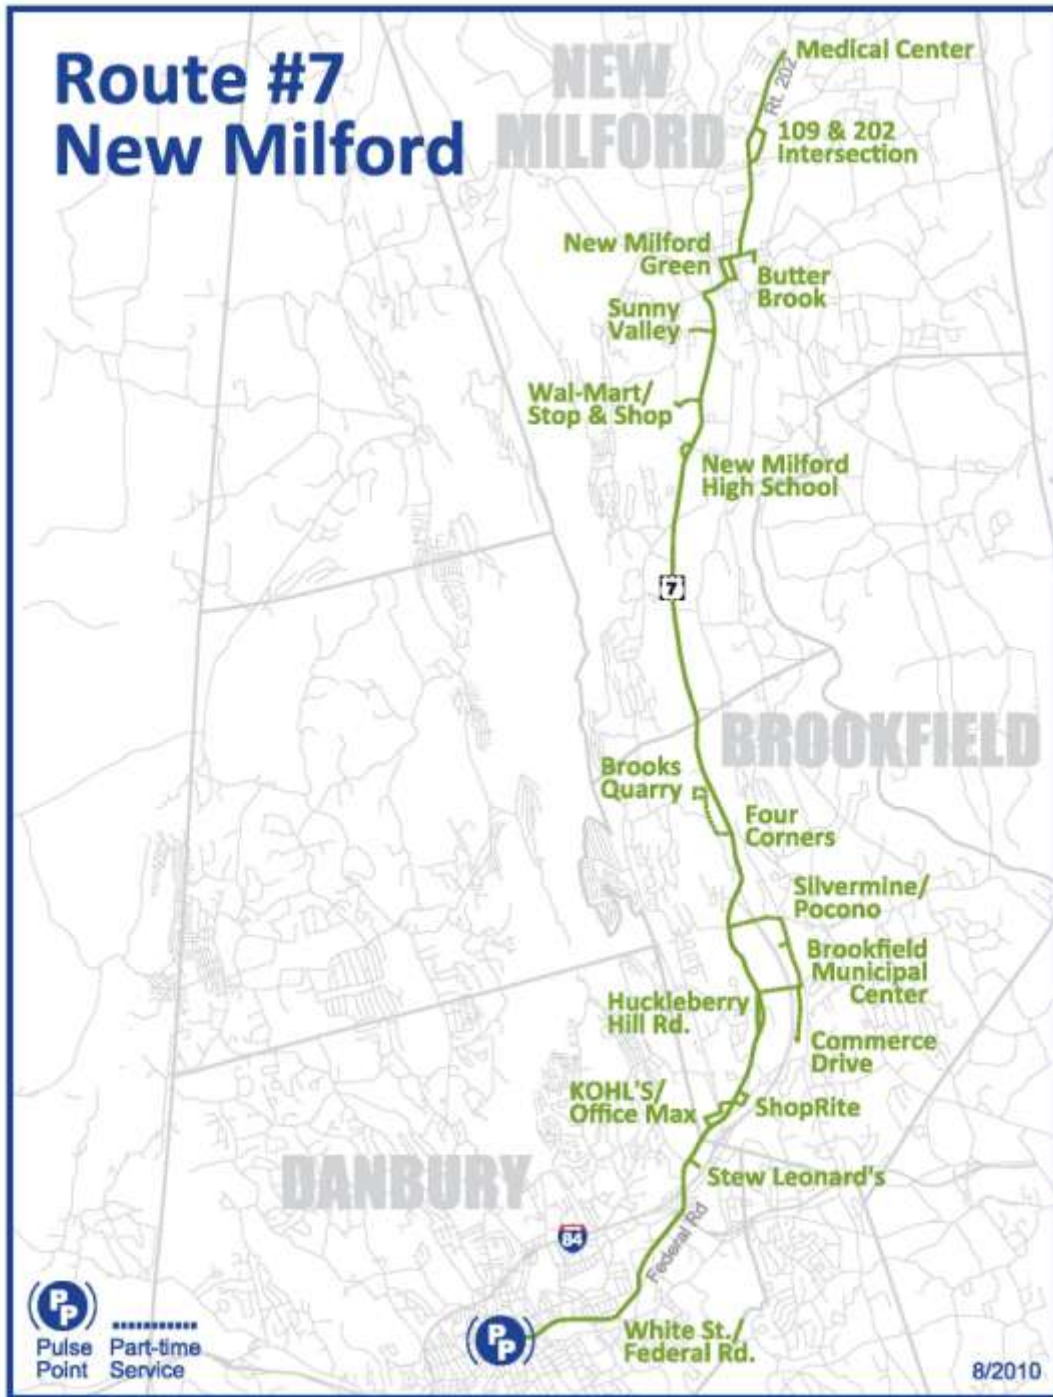 Route #7
New Milford
NEW
MILFORD
Medical Center
Rt. 202
109 & 202
Intersection
New Milford
Green
Butter
Brook
Sunny
Valley
Wal-Mart/
Stop & Shop
New Milford
High School
7
BROOKFIELD
Brooks
Quarry
Four
Corners
Silvermine/
Pocono
Brookfield
Municipal
Center
Huckleberry
Hill Rd.
Commerce
Drive
KOHL'S/
Office Max
ShopRite
DANBURY
Stew Leonard's
84
Federal Rd
White St./
Federal Rd.
PP
PP
Pulse
Point
Part-time
Service
8/2010